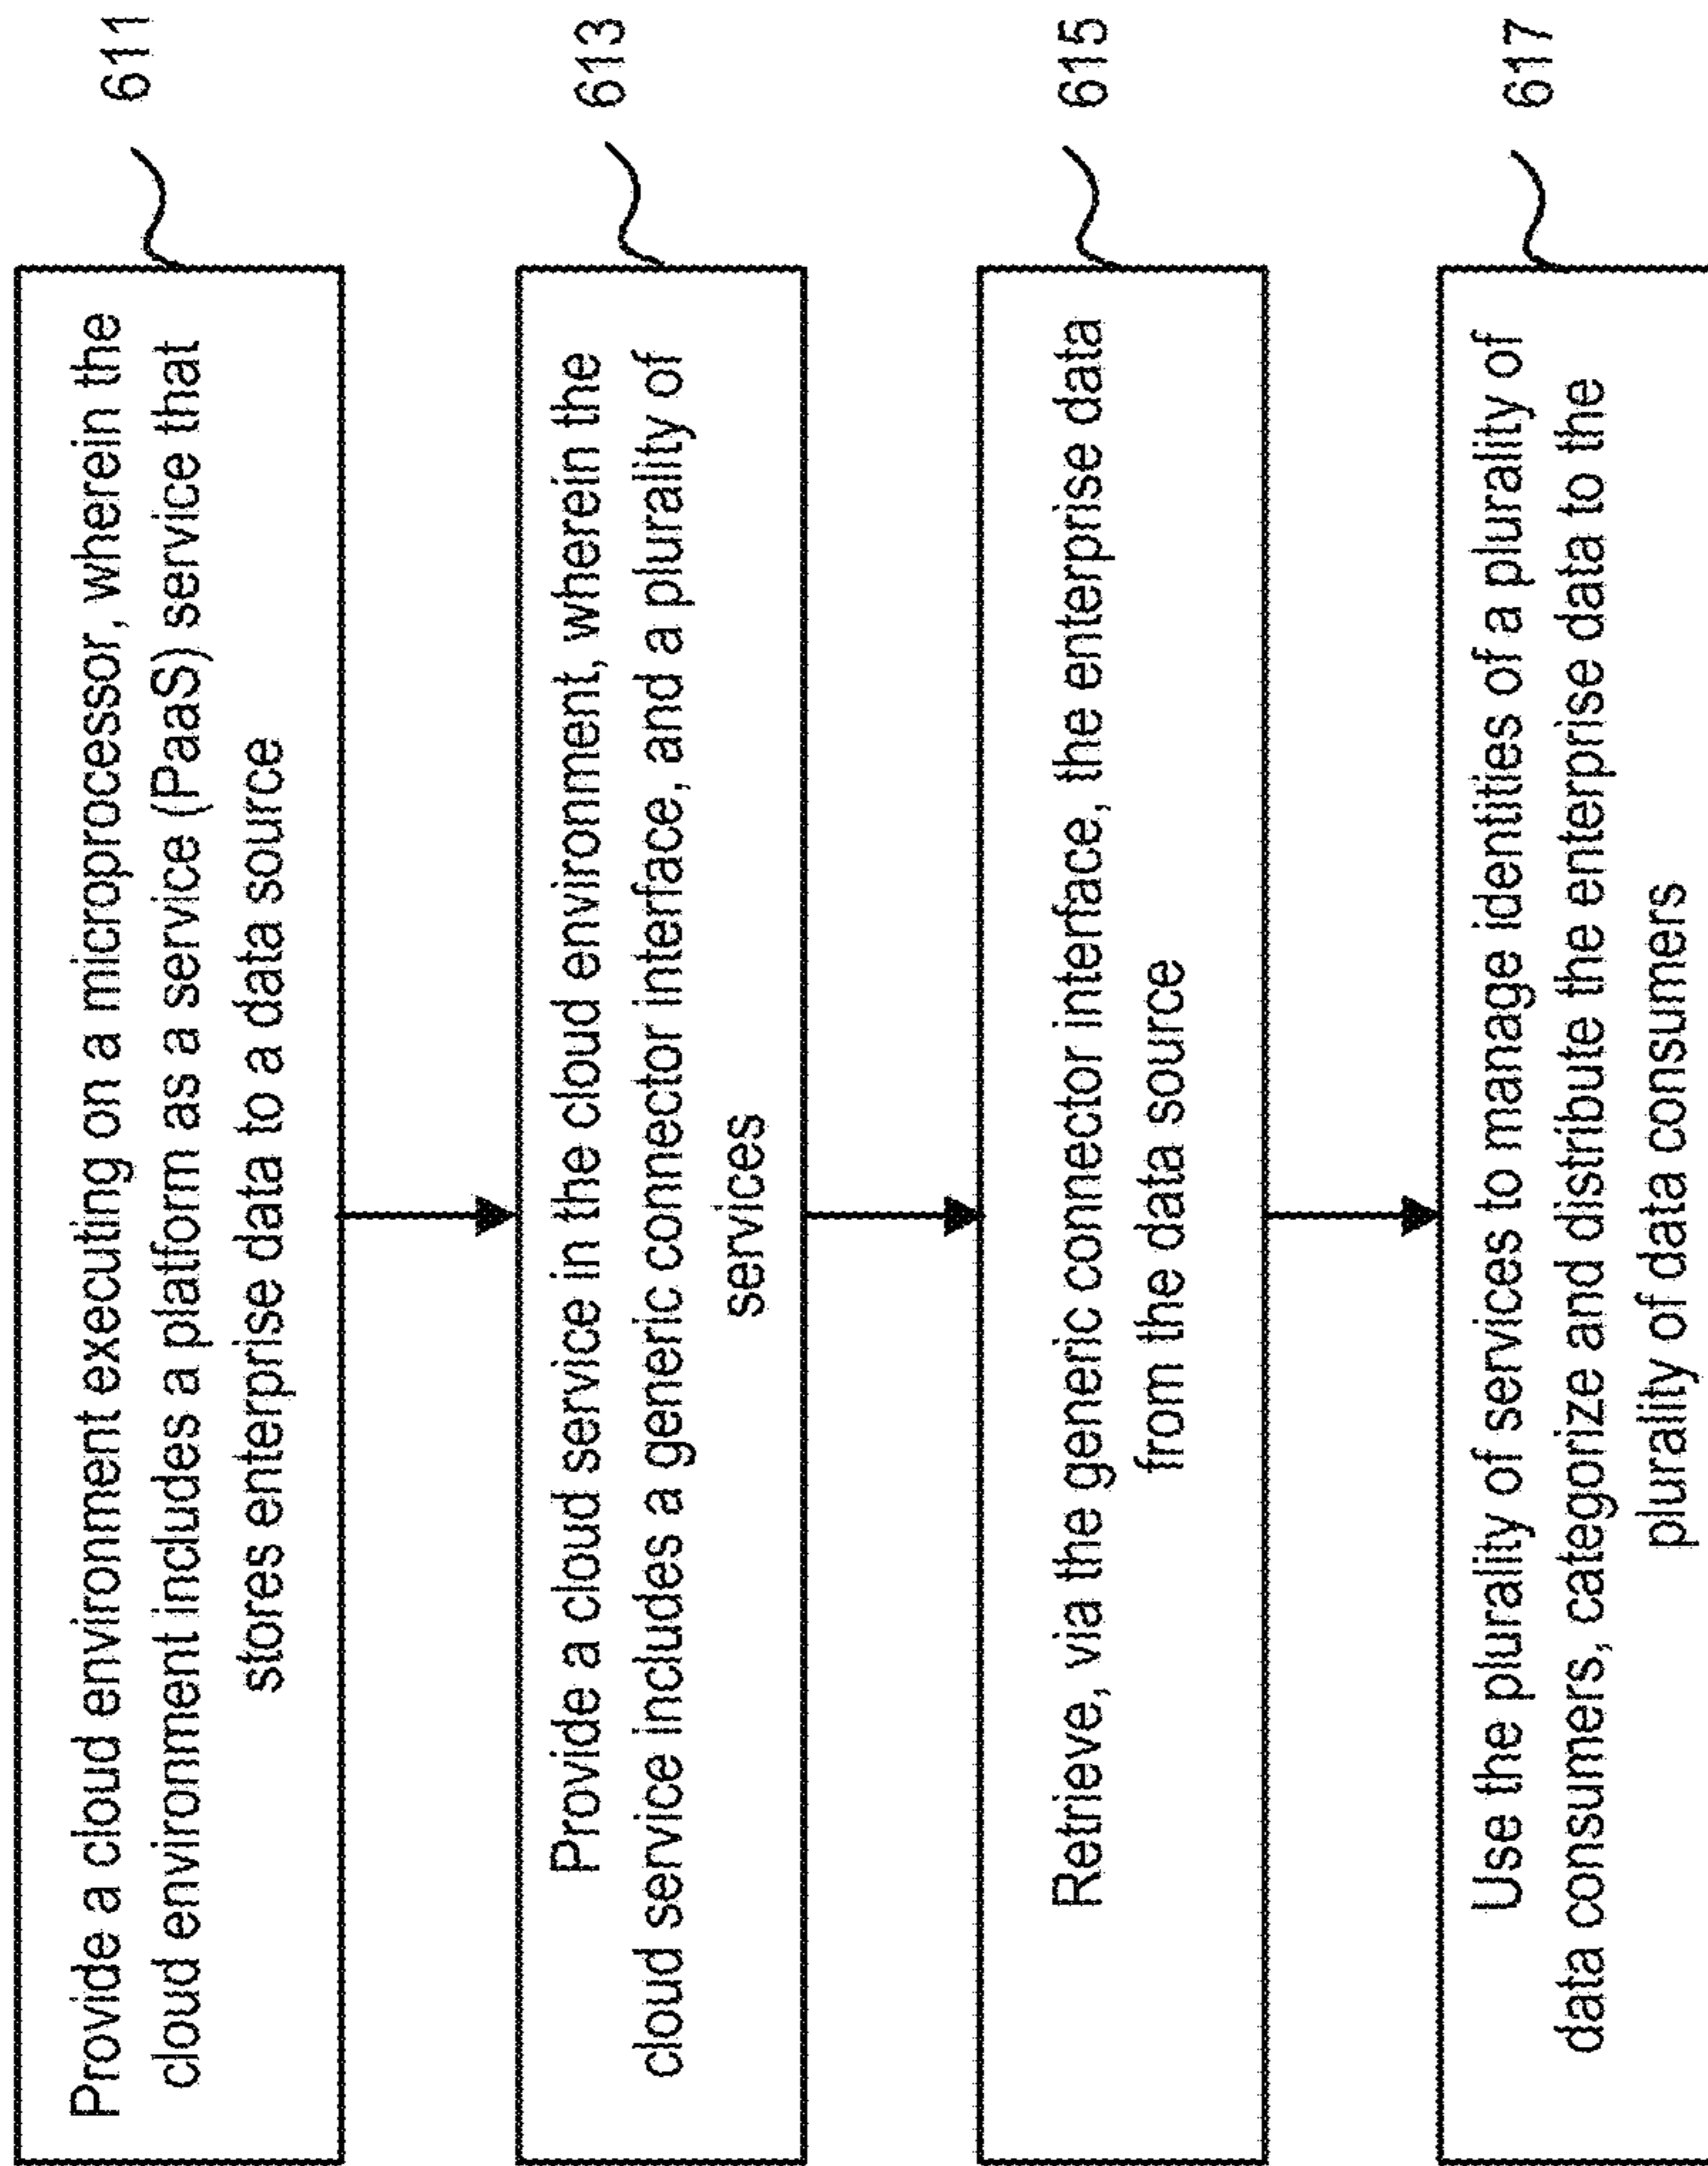 Provide a cloud environment executing on a microprocessor, wherein the
cloud environment includes a platform as a service (PaaS) service that
stores enterprise data to a data source
611
Provide a cloud service in the cloud environment, wherein the
cloud service includes a generic connector interface, and a plurality of
services
613
Retrieve, via the generic connector interface, the enterprise data
from the data source
615
Use the plurality of services to manage identities of a plurality of
data consumers, categorize and distribute the enterprise data to the
plurality of data consumers
617